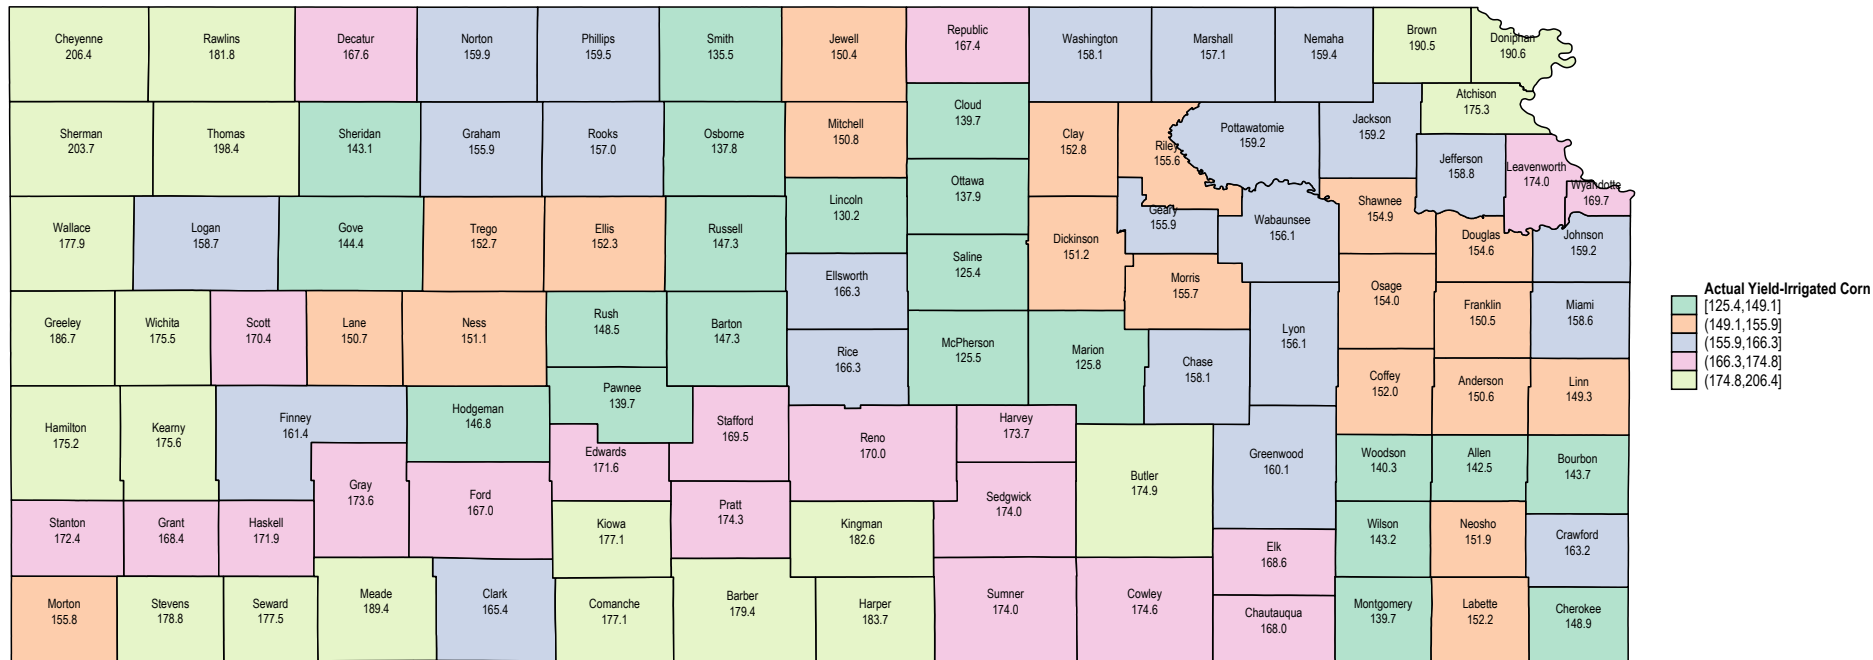 Cheyenne
206.4
Rawlins
181.8
Decatur
167.6
Norton
159.9
Phillips
159.5
Smith
135.5
Jewell
150.4
Republic
167.4
Washington
158.1
Marshall
157.1
Nemaha
159.4
Brown
190.5
Doniphan
190.6
Atchison
175.3
Sherman
203.7
Thomas
198.4
Sheridan
143.1
Graham
155.9
Rooks
157.0
Osborne
137.8
Mitchell
150.8
Cloud
139.7
Clay
152.8
Riley
155.6
Pottawatomie
159.2
Jackson
159.2
Jefferson
158.8
Leavenworth
174.0
Wyandotte
169.7
Lincoln
130.2
Ottawa
137.9
Wallace
177.9
Logan
158.7
Gove
144.4
Trego
152.7
Ellis
152.3
Russell
147.3
Ellsworth
166.3
Saline
125.4
Dickinson
151.2
Geary
155.9
Wabaunsee
156.1
Shawnee
154.9
Douglas
154.6
Johnson
159.2
Morris
155.7
Osage
154.0
Franklin
150.5
Miami
158.6
Greeley
186.7
Wichita
175.5
Scott
170.4
Lane
150.7
Ness
151.1
Rush
148.5
Barton
147.3
Rice
166.3
McPherson
125.5
Marion
125.8
Chase
158.1
Lyon
156.1
Coffey
152.0
Anderson
150.6
Linn
149.3
Hamilton
175.2
Kearny
175.6
Finney
161.4
Hodgeman
146.8
Pawnee
139.7
Stafford
169.5
Edwards
171.6
Reno
170.0
Harvey
173.7
Butler
174.9
Greenwood
160.1
Woodson
140.3
Allen
142.5
Bourbon
143.7
Gray
173.6
Ford
167.0
Pratt
174.3
Sedgwick
174.0
Stanton
172.4
Grant
168.4
Haskell
171.9
Kiowa
177.1
Kingman
182.6
Elk
168.6
Wilson
143.2
Neosho
151.9
Crawford
163.2
Morton
155.8
Stevens
178.8
Seward
177.5
Meade
189.4
Clark
165.4
Comanche
177.1
Barber
179.4
Harper
183.7
Sumner
174.0
Cowley
174.6
Chautauqua
168.0
Montgomery
139.7
Labette
152.2
Cherokee
148.9
Actual Yield-Irrigated Corn
[125.4,149.1]
(149.1,155.9]
(155.9,166.3]
(166.3,174.8]
(174.8,206.4]